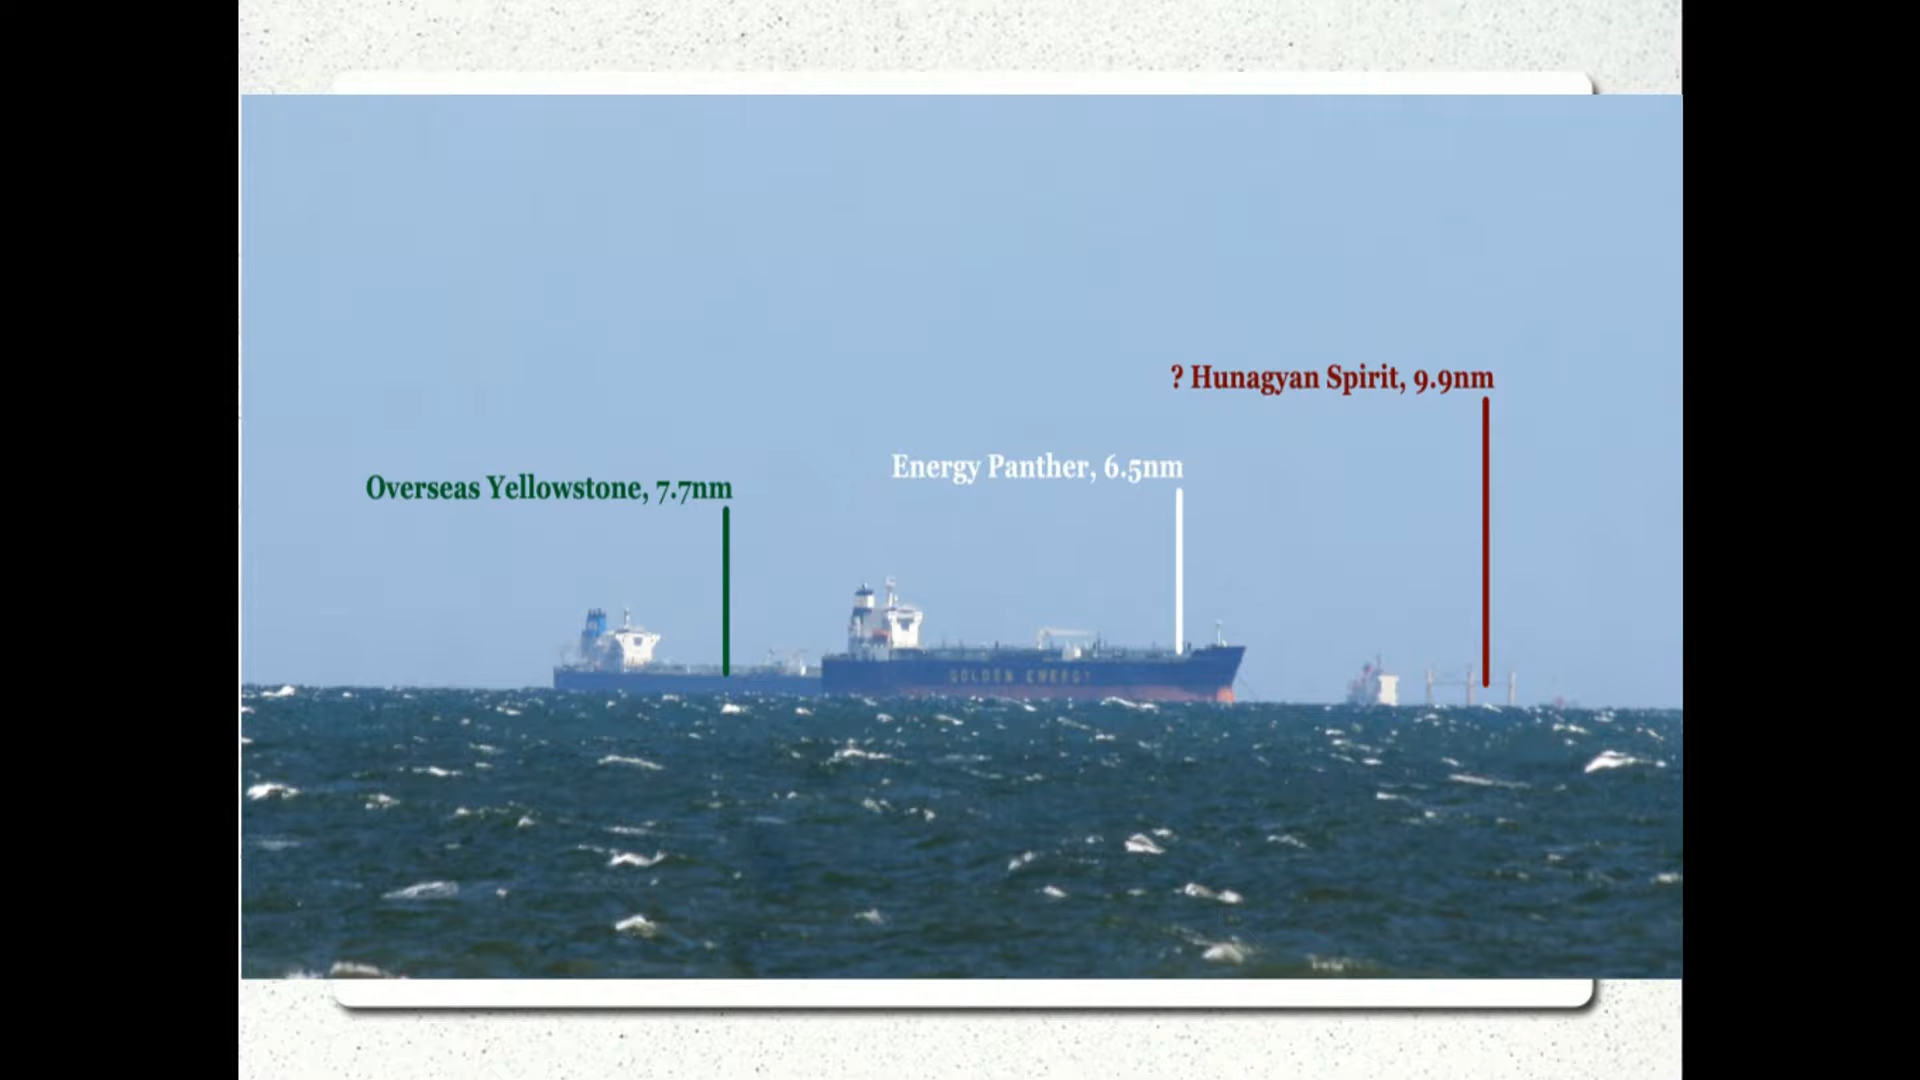 ? Hunagyan Spirit, 9.9nm
Energy Panther, 6.5nm
Overseas Yellowstone, 7.7nm
GOLDEN ENERGY